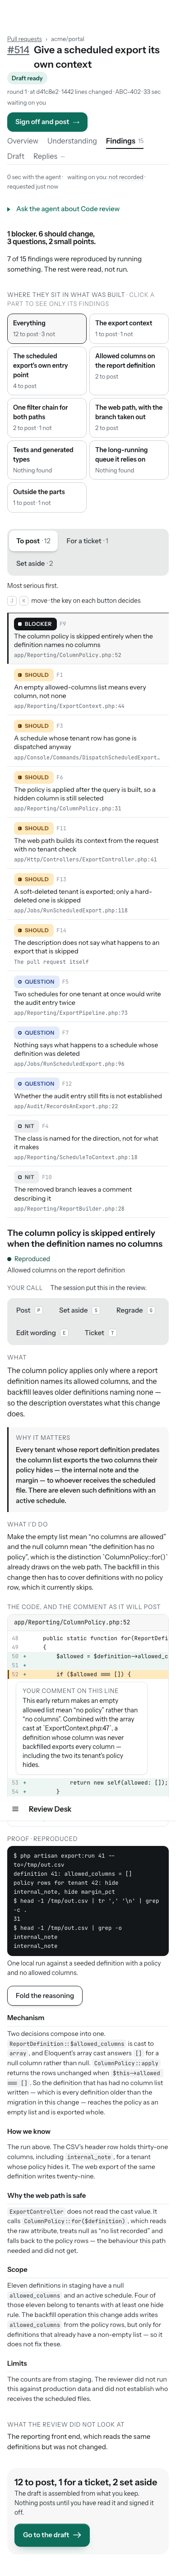 Pull requests › acme/portal
#514 Give a scheduled export its
own context
Draft ready
round 1 · at d41c8e2 · 1442 lines changed · ABC-402 · 33 sec
waiting on you
Sign off and post →
Overview Understanding Findings 15
Draft Replies —
0 sec with the agent · waiting on you: not recorded ·
requested just now
▸ Ask the agent about Code review
1 blocker. 6 should change,
3 questions, 2 small points.
7 of 15 findings were reproduced by running
something. The rest were read, not run.
WHERE THEY SIT IN WHAT WAS BUILT · CLICK A
PART TO SEE ONLY ITS FINDINGS
Everything
12 to post · 3 not
The export context
1 to post · 1 not
The scheduled
export's own entry
point
4 to post
Allowed columns on
the report definition
2 to post
One filter chain for
both paths
2 to post · 1 not
The web path, with the
branch taken out
2 to post
Tests and generated
types
Nothing found
The long-running
queue it relies on
Nothing found
Outside the parts
1 to post · 1 not
To post · 12
For a ticket · 1
Set aside · 2
Most serious first.
J K move · the key on each button decides
BLOCKER F9
The column policy is skipped entirely when the
definition names no columns
app/Reporting/ColumnPolicy.php:52
SHOULD F1
An empty allowed-columns list means every
column, not none
app/Reporting/ExportContext.php:44
SHOULD F3
A schedule whose tenant row has gone is
dispatched anyway
app/Console/Commands/DispatchScheduledExport…
SHOULD F6
The policy is applied after the query is built, so a
hidden column is still selected
app/Reporting/ColumnPolicy.php:31
SHOULD F11
The web path builds its context from the request
with no tenant check
app/Http/Controllers/ExportController.php:41
SHOULD F13
A soft-deleted tenant is exported; only a hard-
deleted one is skipped
app/Jobs/RunScheduledExport.php:118
SHOULD F14
The description does not say what happens to an
export that is skipped
The pull request itself
QUESTION F5
Two schedules for one tenant at once would write
the audit entry twice
app/Reporting/ExportPipeline.php:73
QUESTION F7
Nothing says what happens to a schedule whose
definition was deleted
app/Jobs/RunScheduledExport.php:96
QUESTION F12
Whether the audit entry still fits is not established
app/Audit/RecordsAnExport.php:22
NIT F4
The class is named for the direction, not for what
it makes
app/Reporting/ScheduleToContext.php:18
NIT F10
The removed branch leaves a comment
describing it
app/Reporting/ReportBuilder.php:28
The column policy is skipped entirely
when the definition names no columns
Reproduced
Allowed columns on the report definition
YOUR CALL The session put this in the review.
Post P Set aside S Regrade G
Edit wording E Ticket T
WHAT
The column policy applies only where a report
definition names its allowed columns, and the
backfill leaves older definitions naming none —
so the description overstates what this change
does.
WHY IT MATTERS
Every tenant whose report definition predates
the column list exports the two columns their
policy hides — the internal note and the
margin — to whoever receives the scheduled
file. There are eleven such definitions with an
active schedule.
WHAT I'D DO
Make the empty list mean “no columns are allowed”
and the null mean “the definition has no
policy”, which is the distinction `ColumnPolicy::for()`
already draws on the web path. The backfill in this
change then has to cover definitions with no policy
row, which it currently skips.
THE CODE, AND THE COMMENT AS IT WILL POST
app/Reporting/ColumnPolicy.php:52
48 public static function for(ReportDefi
49 {
50 + $allowed = $definition->allowed_c
51 +
52 + if ($allowed === []) {
YOUR COMMENT ON THIS LINE
This early return makes an empty
allowed list mean “no policy” rather than
“no columns”. Combined with the array
cast at `ExportContext.php:47`, a
definition whose column was never
backfilled exports every column —
including the two its tenant's policy
hides.
53 + return new self(allowed: []);
54 + }
Review Desk
PROOF · REPRODUCED
$ php artisan export:run 41 --
to=/tmp/out.csv
definition 41: allowed_columns = []
policy rows for tenant 42: hide
internal_note, hide margin_pct
$ head -1 /tmp/out.csv | tr ',' '\n' | grep
-c .
31
$ head -1 /tmp/out.csv | grep -o
internal_note
internal_note
One local run against a seeded definition with a policy
and no allowed columns.
Fold the reasoning
Mechanism
Two decisions compose into one.
ReportDefinition::$allowed_columns is cast to
array, and Eloquent's array cast answers [] for a
null column rather than null. ColumnPolicy::apply
returns the rows unchanged when $this->allowed
=== []. So the definition that has had no column list
written — which is every definition older than the
migration in this change — reaches the policy as an
empty list and is exported whole.
How we know
The run above. The CSV's header row holds thirty-one
columns, including internal_note, for a tenant
whose policy hides it. The web export of the same
definition writes twenty-nine.
Why the web path is safe
ExportController does not read the cast value. It
calls ColumnPolicy::for($definition), which reads
the raw attribute, treats null as “no list recorded” and
falls back to the policy rows — the behaviour this path
needed and did not get.
Scope
Eleven definitions in staging have a null
allowed_columns and an active schedule. Four of
those eleven belong to tenants with at least one hide
rule. The backfill operation this change adds writes
allowed_columns from the policy rows, but only for
definitions that already have a non-empty list — so it
does not fix these.
Limits
The counts are from staging. The reviewer did not run
this against production data and did not establish who
receives the scheduled files.
WHAT THE REVIEW DID NOT LOOK AT
The reporting front end, which reads the same
definitions but was not changed.
12 to post, 1 for a ticket, 2 set aside
The draft is assembled from what you keep.
Nothing posts until you have read it and signed it
off.
Go to the draft →